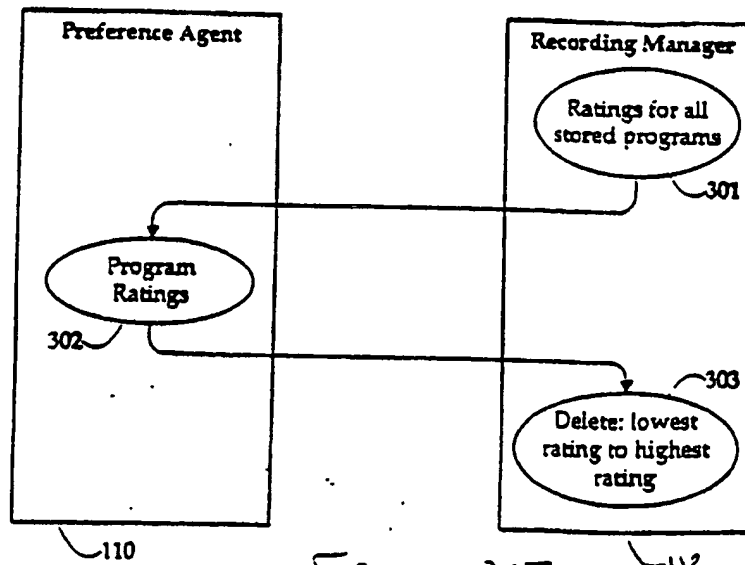 Preference Agent
Recording Manager
Ratings for all
stored programs
301
Program
Ratings
302
303
Delete: lowest
rating to highest
rating
110
112